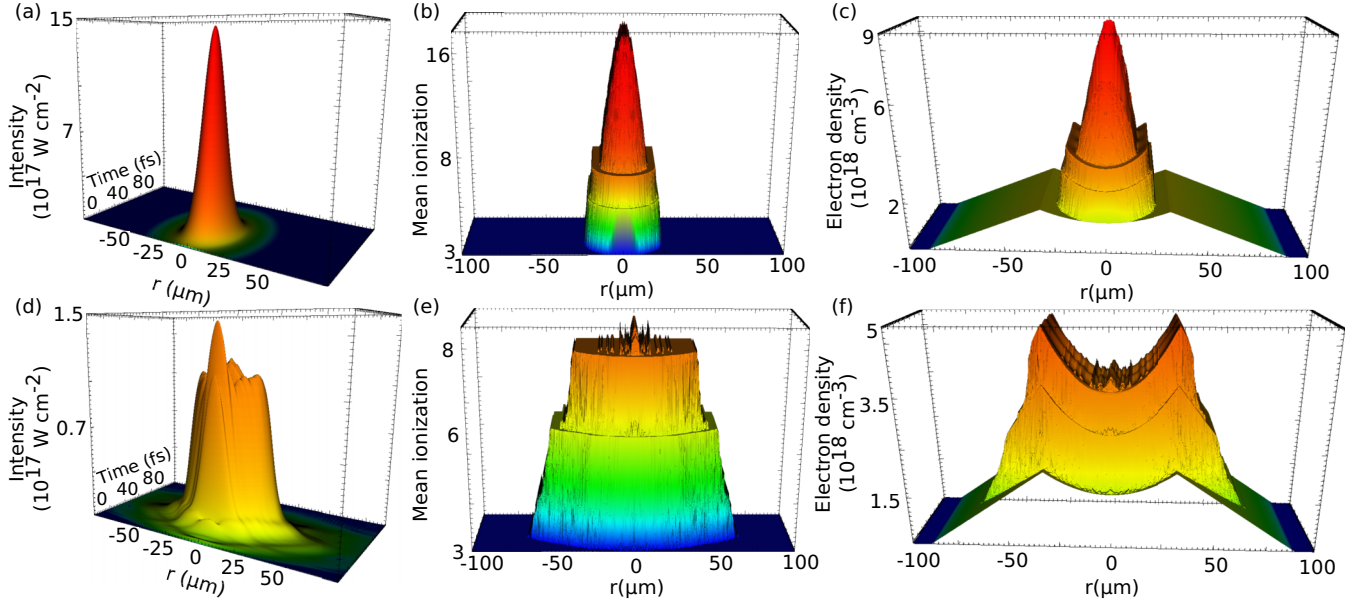 (a)
15
7
Intensity
(10^17 W cm-2)
Time (fs)
0 40 80
-50 -25 0 25 50
r (μm)
(b)
16
8
3
Mean ionization
-100 -50 0 50 100
r(μm)
(c)
9
6
2
Electron density
(10^18 cm-3)
-100 -50 0 50 100
r(μm)
(d)
1.5
0.7
Intensity
(10^17 W cm-2)
Time (fs)
0 40 80
-50 -25 0 25 50
r (μm)
(e)
8
6
3
Mean ionization
-100 -50 0 50 100
r(μm)
(f)
5
3.5
1.5
Electron density
(10^18 cm-3)
-100 -50 0 50 100
r(μm)